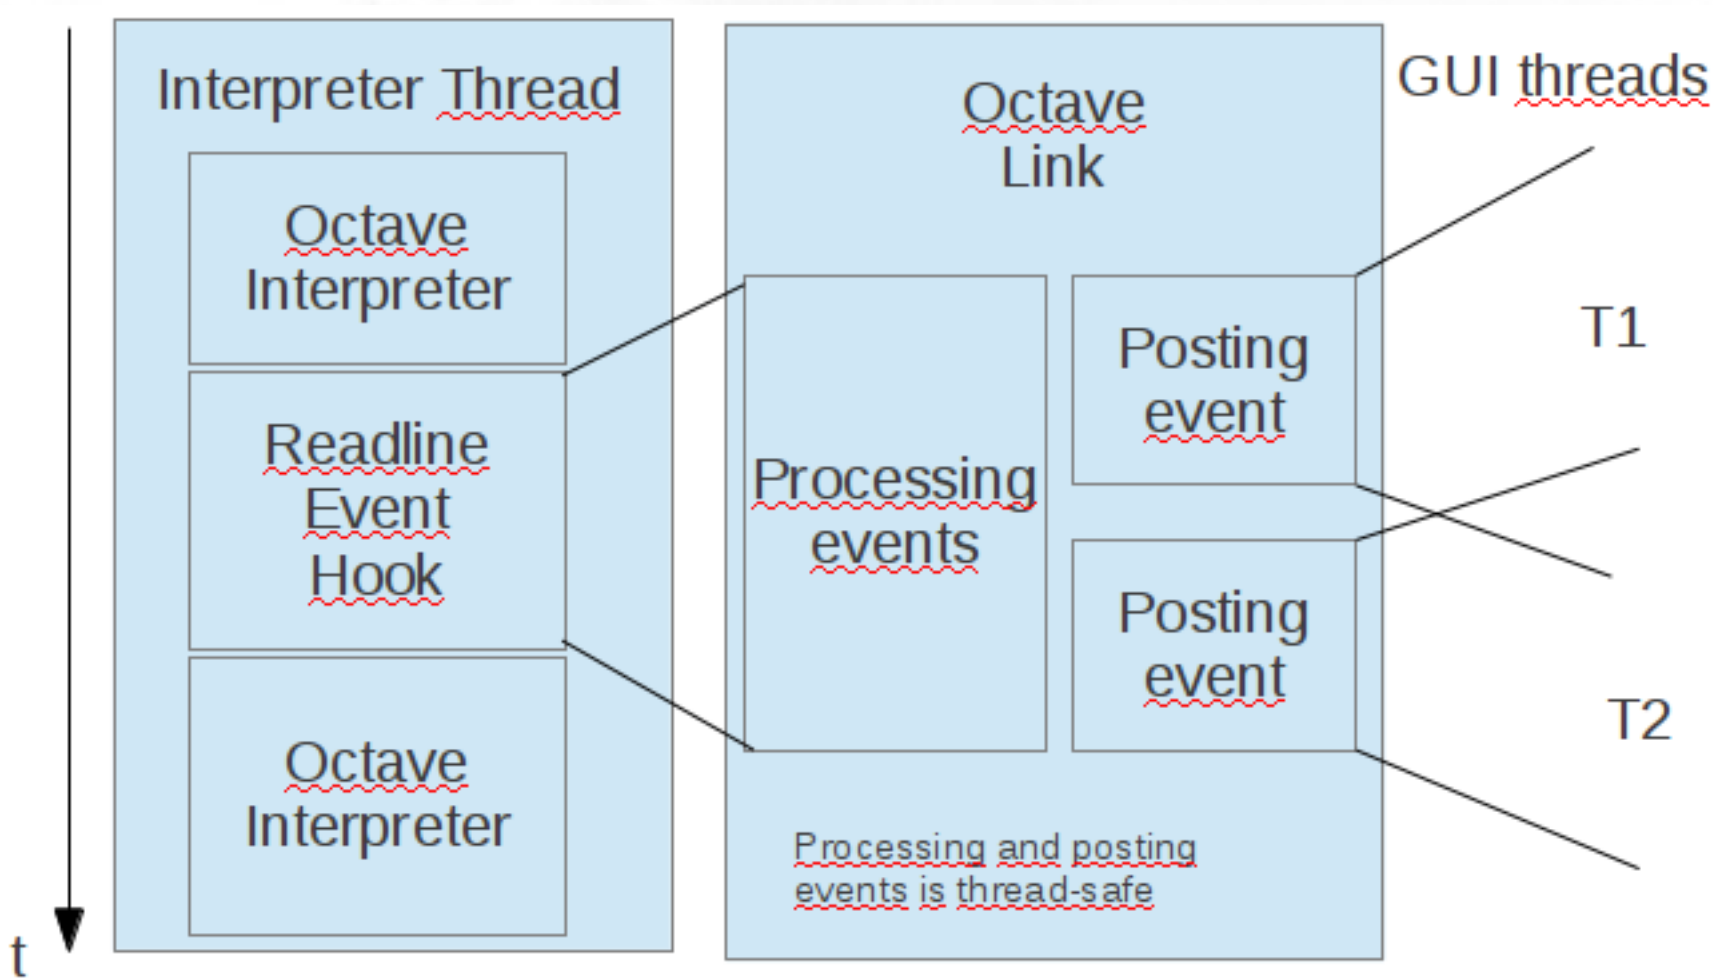 Interpreter Thread
Octave
Interpreter
Readline
Event
Hook
Octave
Interpreter
t
Octave
Link
Processing
events
Posting
event
Posting
event
Processing and posting
events is thread-safe
GUI threads
T1
T2